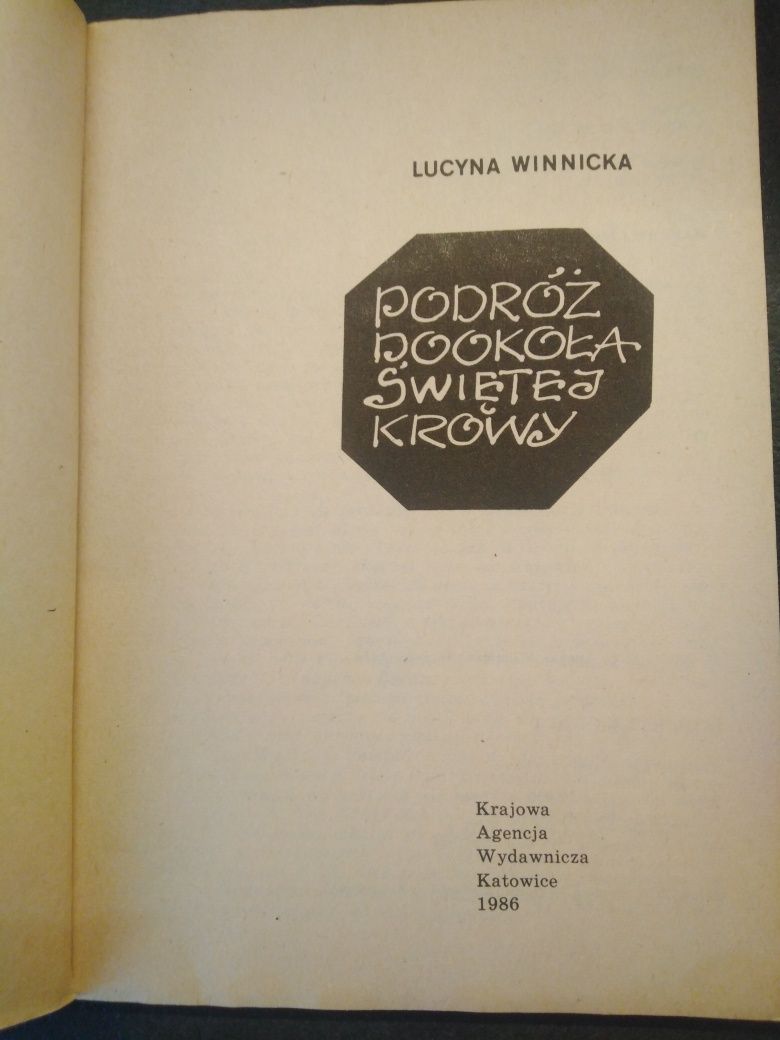 LUCYNA WINNICKA
PODRÓŻ
DOOKOŁA
ŚWIĘTEJ
KROWY
Krajowa
Agencja
Wydawnicza
Katowice
1986